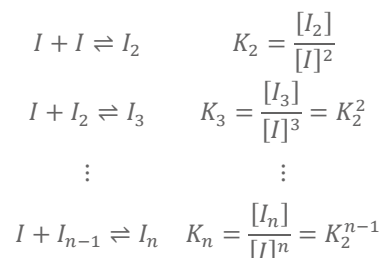 I + I ⇌ I₂ K₂ = [I₂] / [I]²
I + I₂ ⇌ I₃ K₃ = [I₃] / [I]³ = K₂²
⋮ ⋮
I + Iₙ₋₁ ⇌ Iₙ Kₙ = [Iₙ] / [I]ⁿ = K₂ⁿ⁻¹